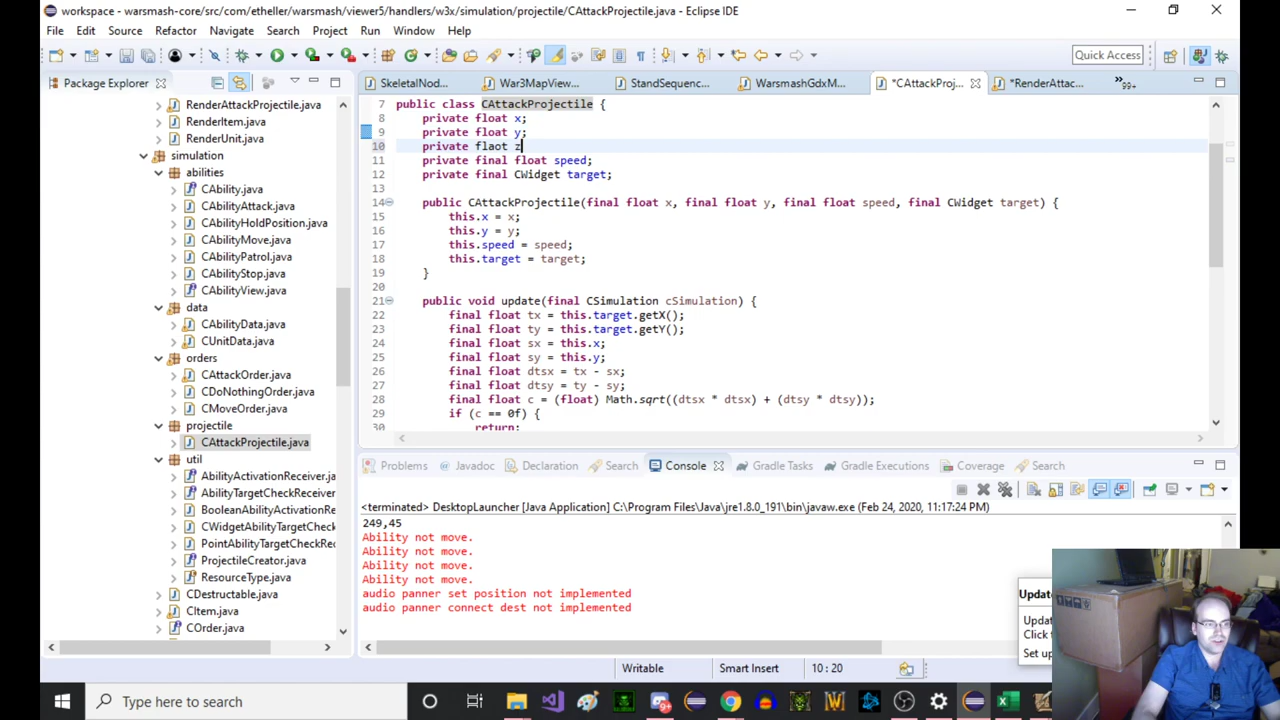 workspace - warsmash-core/src/com/etheller/warsmash/viewer5/handlers/w3x/simulation/projectile/CAttackProjectile.java - Eclipse IDE
File Edit Source Refactor Navigate Search Project Run Window Help
Quick Access
Package Explorer
SkeletalNod... War3MapView... StandSequenc... WarsmashGdxM... *CAttackProj... *RenderAttac... 99+
RenderAttackProjectile.java
RenderItem.java
RenderUnit.java
simulation
abilities
CAbility.java
CAbilityAttack.java
CAbilityHoldPosition.java
CAbilityMove.java
CAbilityPatrol.java
CAbilityStop.java
CAbilityView.java
data
CAbilityData.java
CUnitData.java
orders
CAttackOrder.java
CDoNothingOrder.java
CMoveOrder.java
projectile
CAttackProjectile.java
util
AbilityActivationReceiver.ja
AbilityTargetCheckReceiver
BooleanAbilityActivationRe
CWidgetAbilityTargetCheck
PointAbilityTargetCheckRec
ProjectileCreator.java
ResourceType.java
CDestructable.java
CItem.java
COrder.java
7 public class CAttackProjectile {
8 private float x;
9 private float y;
10 private flaot z
11 private final float speed;
12 private final CWidget target;
13
14 public CAttackProjectile(final float x, final float y, final float speed, final CWidget target) {
15 this.x = x;
16 this.y = y;
17 this.speed = speed;
18 this.target = target;
19 }
20
21 public void update(final CSimulation cSimulation) {
22 final float tx = this.target.getX();
23 final float ty = this.target.getY();
24 final float sx = this.x;
25 final float sy = this.y;
26 final float dtsx = tx - sx;
27 final float dtsy = ty - sy;
28 final float c = (float) Math.sqrt((dtsx * dtsx) + (dtsy * dtsy));
29 if (c == 0f) {
30 return;
Problems Javadoc Declaration Search Console Gradle Tasks Gradle Executions Coverage Search
<terminated> DesktopLauncher [Java Application] C:\Program Files\Java\jre1.8.0_191\bin\javaw.exe (Feb 24, 2020, 11:17:24 PM)
249,45
Ability not move.
Ability not move.
Ability not move.
Ability not move.
audio panner set position not implemented
audio panner connect dest not implemented
Update
Click
Set up
Writable Smart Insert 10 : 20
Type here to search